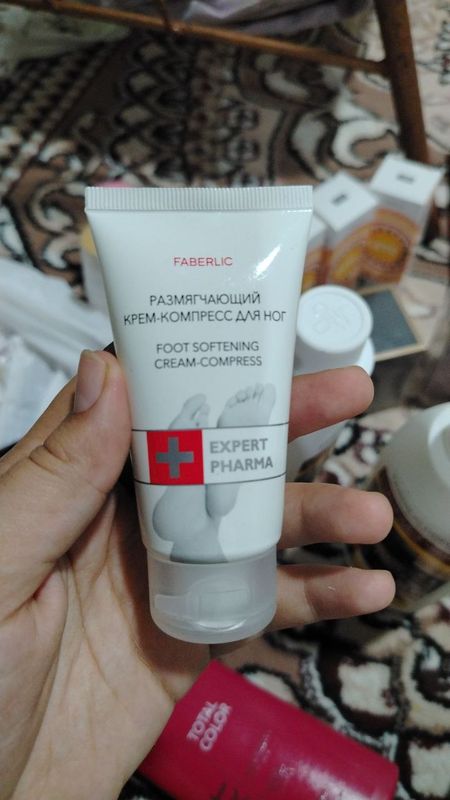 FABERLIC
РАЗМЯГЧАЮЩИЙ
КРЕМ-КОМПРЕСС ДЛЯ НОГ
FOOT SOFTENING
CREAM-COMPRESS
EXPERT
PHARMA
TOTAL
COLOR